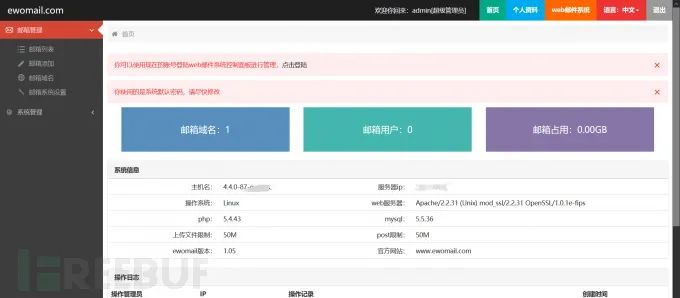 ewomail.com
欢迎你回来：admin[超级管理员] 首页 个人资料 web邮件系统 语言：中文 退出
邮箱管理
邮箱列表
邮箱添加
邮箱域名
邮箱系统设置
系统管理
首页
你可以使用现在的账号登陆web邮件系统控制面板进行管理，点击登陆 ×
你使用的是系统默认密码，请尽快修改 ×
邮箱域名：1 邮箱用户：0 邮箱占用：0.00GB
系统信息
主机名： 4.4.0-87- 服务器ip：
操作系统： Linux web服务器： Apache/2.2.31 (Unix) mod_ssl/2.2.31 OpenSSL/1.0.1e-fips
php： 5.4.43 mysql： 5.5.36
上传文件限制： 50M post限制： 50M
ewomail版本： 1.05 官方网站： www.ewomail.com
操作日志
操作管理员 IP 操作记录 创建时间
REEBUF